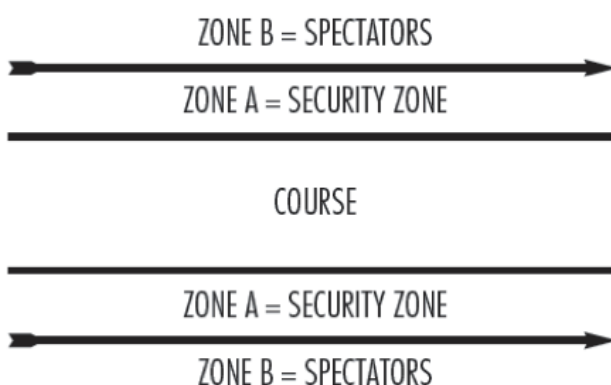 ZONE B = SPECTATORS
ZONE A = SECURITY ZONE
COURSE
ZONE A = SECURITY ZONE
ZONE B = SPECTATORS